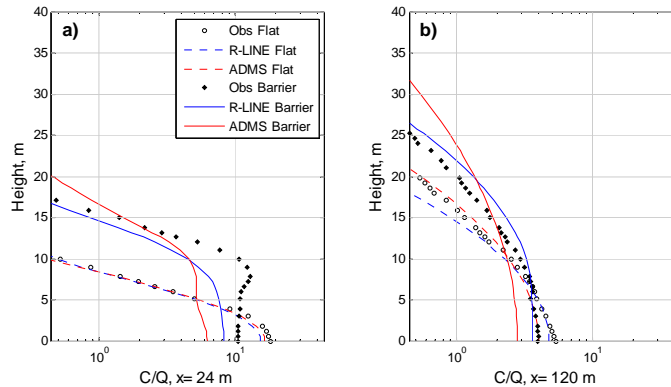 a)
Obs Flat
R-LINE Flat
ADMS Flat
Obs Barrier
R-LINE Barrier
ADMS Barrier
40
35
30
25
20
15
10
5
0
Height, m
10^0
10^1
C/Q, x= 24 m
b)
40
35
30
25
20
15
10
5
0
Height, m
10^0
10^1
C/Q, x= 120 m